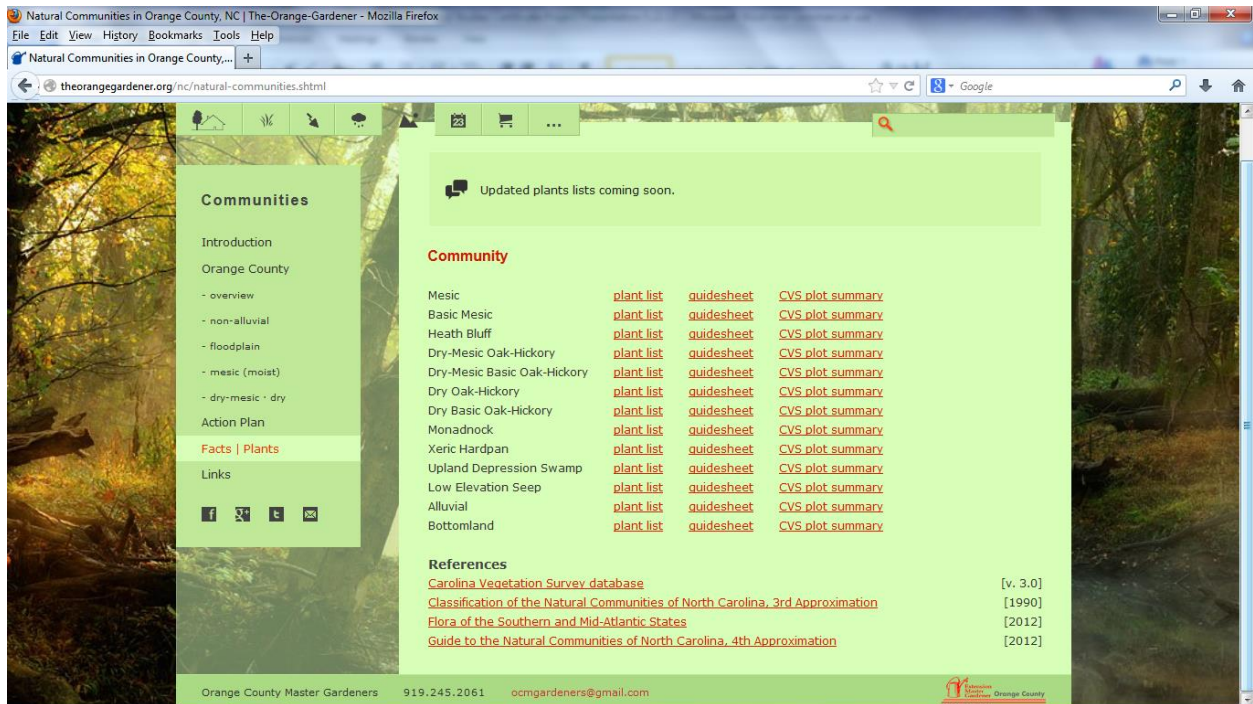 Natural Communities in Orange County, NC | The-Orange-Gardener - Mozilla Firefox
File Edit View History Bookmarks Tools Help
Natural Communities in Orange County,... +
theorangegardener.org/nc/natural-communities.shtml
Google
23
...
Updated plants lists coming soon.
Communities
Introduction
Orange County
- overview
- non-alluvial
- floodplain
- mesic (moist)
- dry-mesic · dry
Action Plan
Facts | Plants
Links
Community
Mesic plant list guidesheet CVS plot summary
Basic Mesic plant list guidesheet CVS plot summary
Heath Bluff plant list guidesheet CVS plot summary
Dry-Mesic Oak-Hickory plant list guidesheet CVS plot summary
Dry-Mesic Basic Oak-Hickory plant list guidesheet CVS plot summary
Dry Oak-Hickory plant list guidesheet CVS plot summary
Dry Basic Oak-Hickory plant list guidesheet CVS plot summary
Monadnock plant list guidesheet CVS plot summary
Xeric Hardpan plant list guidesheet CVS plot summary
Upland Depression Swamp plant list guidesheet CVS plot summary
Low Elevation Seep plant list guidesheet CVS plot summary
Alluvial plant list guidesheet CVS plot summary
Bottomland plant list guidesheet CVS plot summary
References
Carolina Vegetation Survey database [v. 3.0]
Classification of the Natural Communities of North Carolina, 3rd Approximation [1990]
Flora of the Southern and Mid-Atlantic States [2012]
Guide to the Natural Communities of North Carolina, 4th Approximation [2012]
Orange County Master Gardeners 919.245.2061 ocmgardeners@gmail.com
Extension
Master
Gardener Orange County